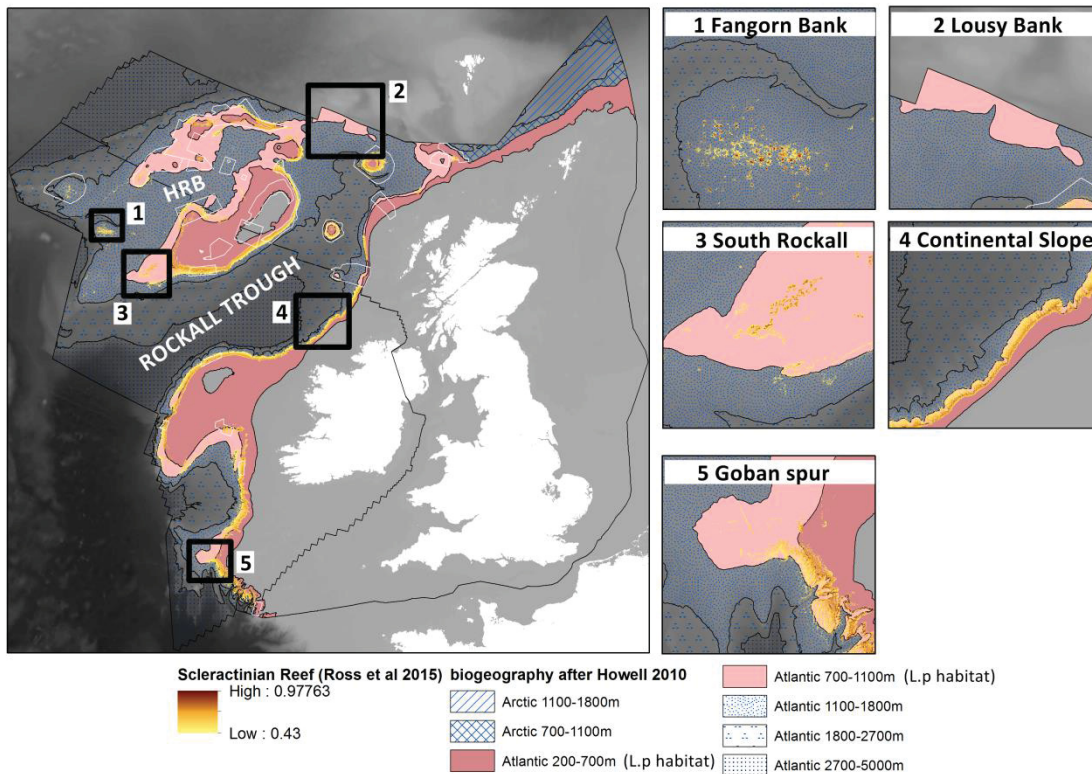 1 Fangorn Bank
2 Lousy Bank
2
HRB
1
3
ROCKALL TROUGH
4
3 South Rockall
4 Continental Slope
5 Goban spur
5
Scleractinian Reef (Ross et al 2015)
High : 0.97763
Low : 0.43
biogeography after Howell 2010
Arctic 1100-1800m
Arctic 700-1100m
Atlantic 200-700m (L.p habitat)
Atlantic 700-1100m (L.p habitat)
Atlantic 1100-1800m
Atlantic 1800-2700m
Atlantic 2700-5000m